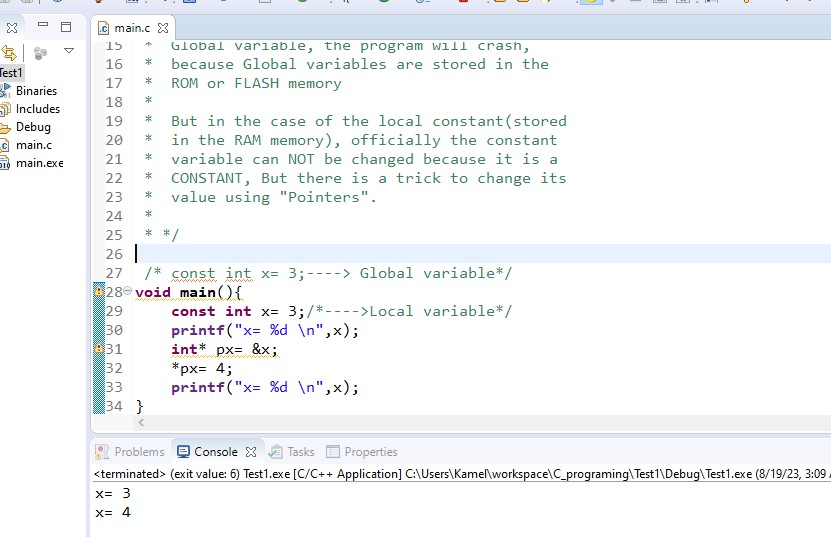 main.c
Test1
Binaries
Includes
Debug
main.c
main.exe
15 * Global variable, the program will crash,
16 * because Global variables are stored in the
17 * ROM or FLASH memory
18 *
19 * But in the case of the local constant(stored
20 * in the RAM memory), officially the constant
21 * variable can NOT be changed because it is a
22 * CONSTANT, But there is a trick to change its
23 * value using "Pointers".
24 *
25 * */
26
27 /* const int x= 3;----> Global variable*/
28 void main(){
29 const int x= 3;/*---->Local variable*/
30 printf("x= %d \n",x);
31 int* px= &x;
32 *px= 4;
33 printf("x= %d \n",x);
34 }
Problems Console Tasks Properties
<terminated> (exit value: 6) Test1.exe [C/C++ Application] C:\Users\Kamel\workspace\C_programing\Test1\Debug\Test1.exe (8/19/23, 3:09
x= 3
x= 4